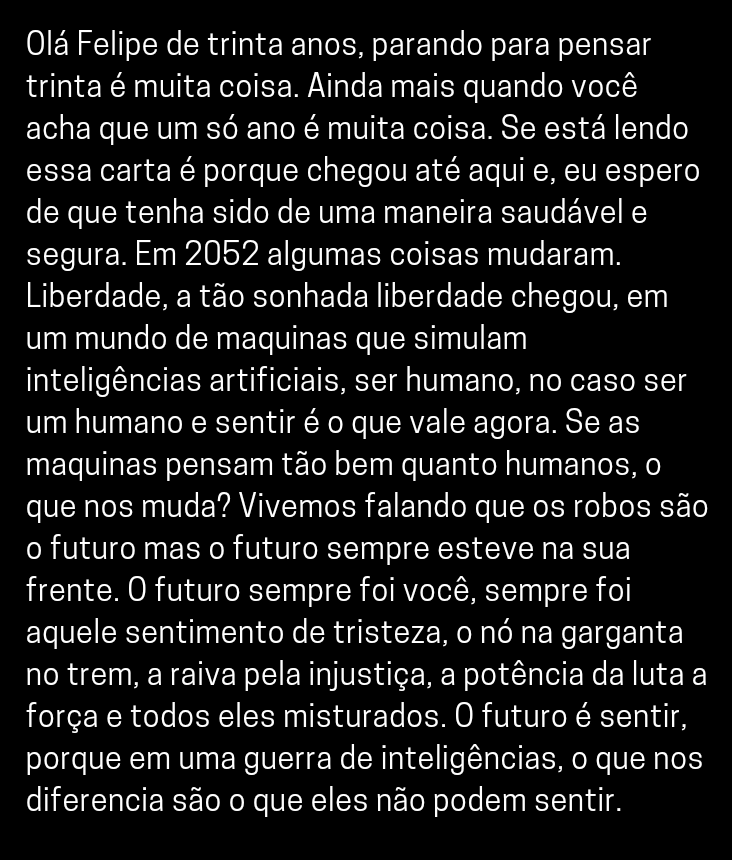 Olá Felipe de trinta anos, parando para pensar
trinta é muita coisa. Ainda mais quando você
acha que um só ano é muita coisa. Se está lendo
essa carta é porque chegou até aqui e, eu espero
de que tenha sido de uma maneira saudável e
segura. Em 2052 algumas coisas mudaram.
Liberdade, a tão sonhada liberdade chegou, em
um mundo de maquinas que simulam
inteligências artificiais, ser humano, no caso ser
um humano e sentir é o que vale agora. Se as
maquinas pensam tão bem quanto humanos, o
que nos muda? Vivemos falando que os robos são
o futuro mas o futuro sempre esteve na sua
frente. O futuro sempre foi você, sempre foi
aquele sentimento de tristeza, o nó na garganta
no trem, a raiva pela injustiça, a potência da luta a
força e todos eles misturados. O futuro é sentir,
porque em uma guerra de inteligências, o que nos
diferencia são o que eles não podem sentir.